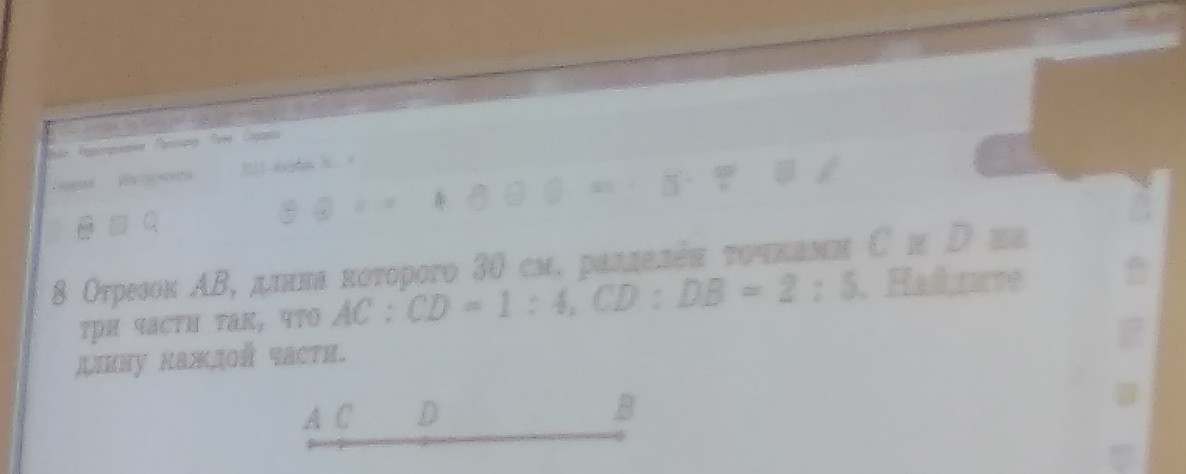 Инструменты
8 Отрезок AB, длина которого 30 см, разделён точками C и D на
три части так, что AC : CD = 1 : 4, CD : DB = 2 : 5. Найдите
длину каждой части.
A C D B